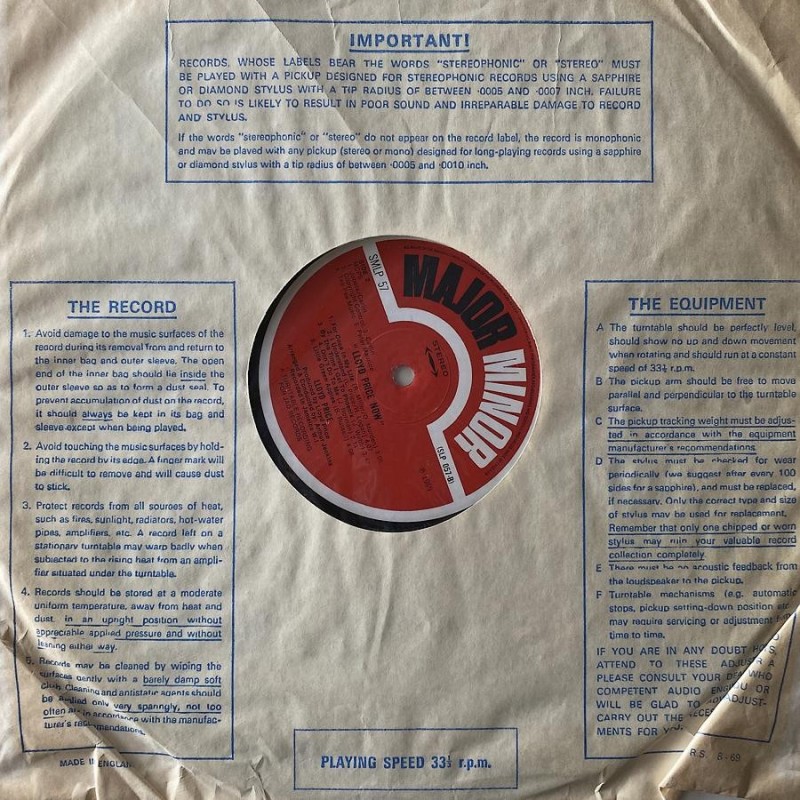 IMPORTANT!
RECORDS, WHOSE LABELS BEAR THE WORDS "STEREOPHONIC" OR "STEREO" MUST
BE PLAYED WITH A PICKUP DESIGNED FOR STEREOPHONIC RECORDS USING A SAPPHIRE
OR DIAMOND STYLUS WITH A TIP RADIUS OF BETWEEN ·0005 AND ·0007 INCH. FAILURE
TO DO SO IS LIKELY TO RESULT IN POOR SOUND AND IRREPARABLE DAMAGE TO RECORD
AND STYLUS.
If the words "stereophonic" or "stereo" do not appear on the record label, the record is monophonic
and may be played with any pickup (stereo or mono) designed for long-playing records using a sapphire
or diamond stylus with a tip radius of between ·0005 and ·0010 inch.
THE RECORD
1. Avoid damage to the music surfaces of the
record during its removal from and return to
the inner bag and outer sleeve. The open
end of the inner bag should lie inside the
outer sleeve so as to form a dust seal. To
prevent accumulation of dust on the record,
it should always be kept in its bag and
sleeve except when being played.
2. Avoid touching the music surfaces by hold-
ing the record by its edge. A finger mark will
be difficult to remove and will cause dust
to stick.
3. Protect records from all sources of heat,
such as fires, sunlight, radiators, hot-water
pipes, amplifiers, etc. A record left on a
stationary turntable may warp badly when
subjected to the rising heat from an ampli-
fier situated under the turntable.
4. Records should be stored at a moderate
uniform temperature, away from heat and
dust, in an upright position without
appreciable applied pressure and without
leaning either way.
5. Records may be cleaned by wiping the
surfaces gently with a barely damp soft
cloth. Cleaning and antistatic agents should
be applied only very sparingly, not too
often and in accordance with the manufac-
turer's recommendations.
MADE IN ENGLAND
MAJOR MINOR
STEREO
SMLP 57
(SLP 057-B)
SIDE 2
"LLOYD PRICE NOW"
LLOYD PRICE
THE EQUIPMENT
A The turntable should be perfectly level,
should show no up and down movement
when rotating and should run at a constant
speed of 33⅓ r.p.m.
B The pickup arm should be free to move
parallel and perpendicular to the turntable
surface.
C The pickup tracking weight must be adjus-
ted in accordance with the equipment
manufacturer's recommendations.
D The stylus must be checked for wear
periodically (we suggest after every 100
sides for a sapphire), and must be replaced,
if necessary. Only the correct type and size
of stylus may be used for replacement.
Remember that only one chipped or worn
stylus may ruin your valuable record
collection completely.
E There must be no acoustic feedback from
the loudspeaker to the pickup.
F Turntable mechanisms (e.g. automatic
stops, pickup setting-down position etc
may require servicing or adjustment
time to time.
IF YOU ARE IN ANY DOUBT
ATTEND TO THESE
PLEASE CONSULT YOUR WHO
COMPETENT AUDIO OR
WILL BE GLAD TO ADJUST-
CARRY OUT THE
MENTS FOR
PLAYING SPEED 33⅓ r.p.m.
R.S. 6-69